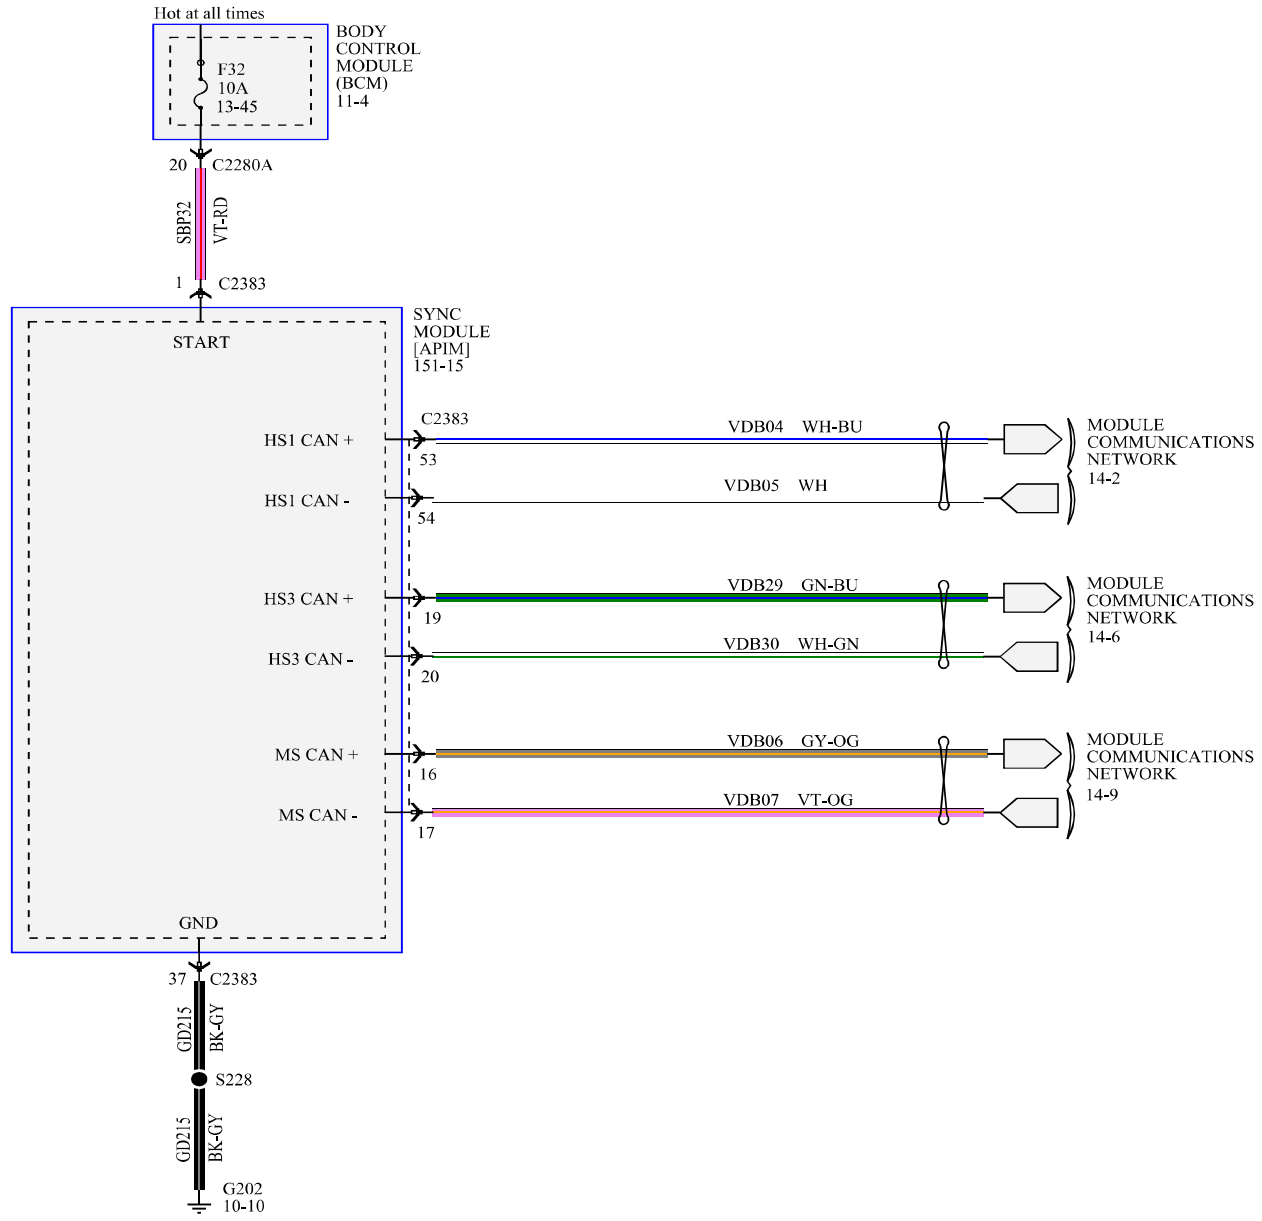 Hot at all times
BODY
CONTROL
MODULE
(BCM)
11-4
F32
10A
13-45
20 C2280A
SBP32
VT-RD
1 C2383
SYNC
MODULE
[APIM]
151-15
START
C2383
HS1 CAN +
53
VDB04 WH-BU
MODULE
COMMUNICATIONS
NETWORK
14-2
HS1 CAN -
54
VDB05 WH
HS3 CAN +
19
VDB29 GN-BU
MODULE
COMMUNICATIONS
NETWORK
14-6
HS3 CAN -
20
VDB30 WH-GN
MS CAN +
16
VDB06 GY-OG
MODULE
COMMUNICATIONS
NETWORK
14-9
MS CAN -
17
VDB07 VT-OG
GND
37 C2383
GD215
BK-GY
S228
GD215
BK-GY
G202
10-10